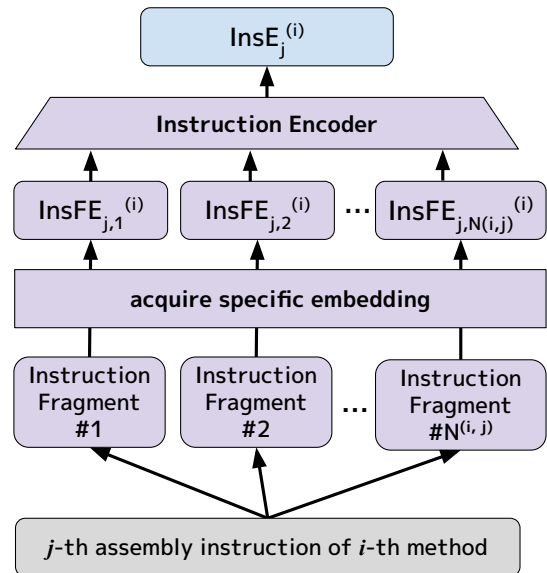 InsE_j^(i)
Instruction Encoder
InsFE_j,1^(i) InsFE_j,2^(i) ... InsFE_j,N(i,j)^(i)
acquire specific embedding
Instruction
Fragment
#1
Instruction
Fragment
#2
...
Instruction
Fragment
#N^(i, j)
j-th assembly instruction of i-th method